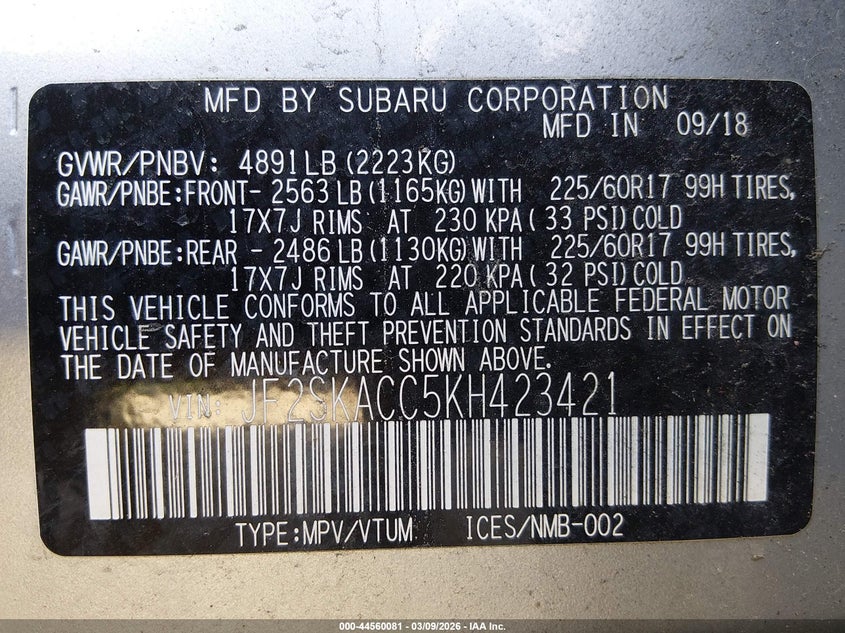 MFD BY SUBARU CORPORATION
MFD IN 09/18
GVWR/PNBV: 4891LB (2223KG)
GAWR/PNBE:FRONT- 2563LB(1165KG)WITH 225/60R17 99H TIRES,
17X7J RIMS AT 230 KPA( 33 PSI)COLD
GAWR/PNBE:REAR - 2486LB(1130KG)WITH 225/60R17 99H TIRES,
17X7J RIMS AT 220 KPA( 32 PSI)COLD
THIS VEHICLE CONFORMS TO ALL APPLICABLE FEDERAL MOTOR
VEHICLE SAFETY AND THEFT PREVENTION STANDARDS IN EFFECT ON
THE DATE OF MANUFACTURE SHOWN ABOVE.
VIN: JF2SKACC5KH423421
TYPE:MPV/VTUM ICES/NMB-002
000-44560081 - 03/09/2026 - IAA Inc.